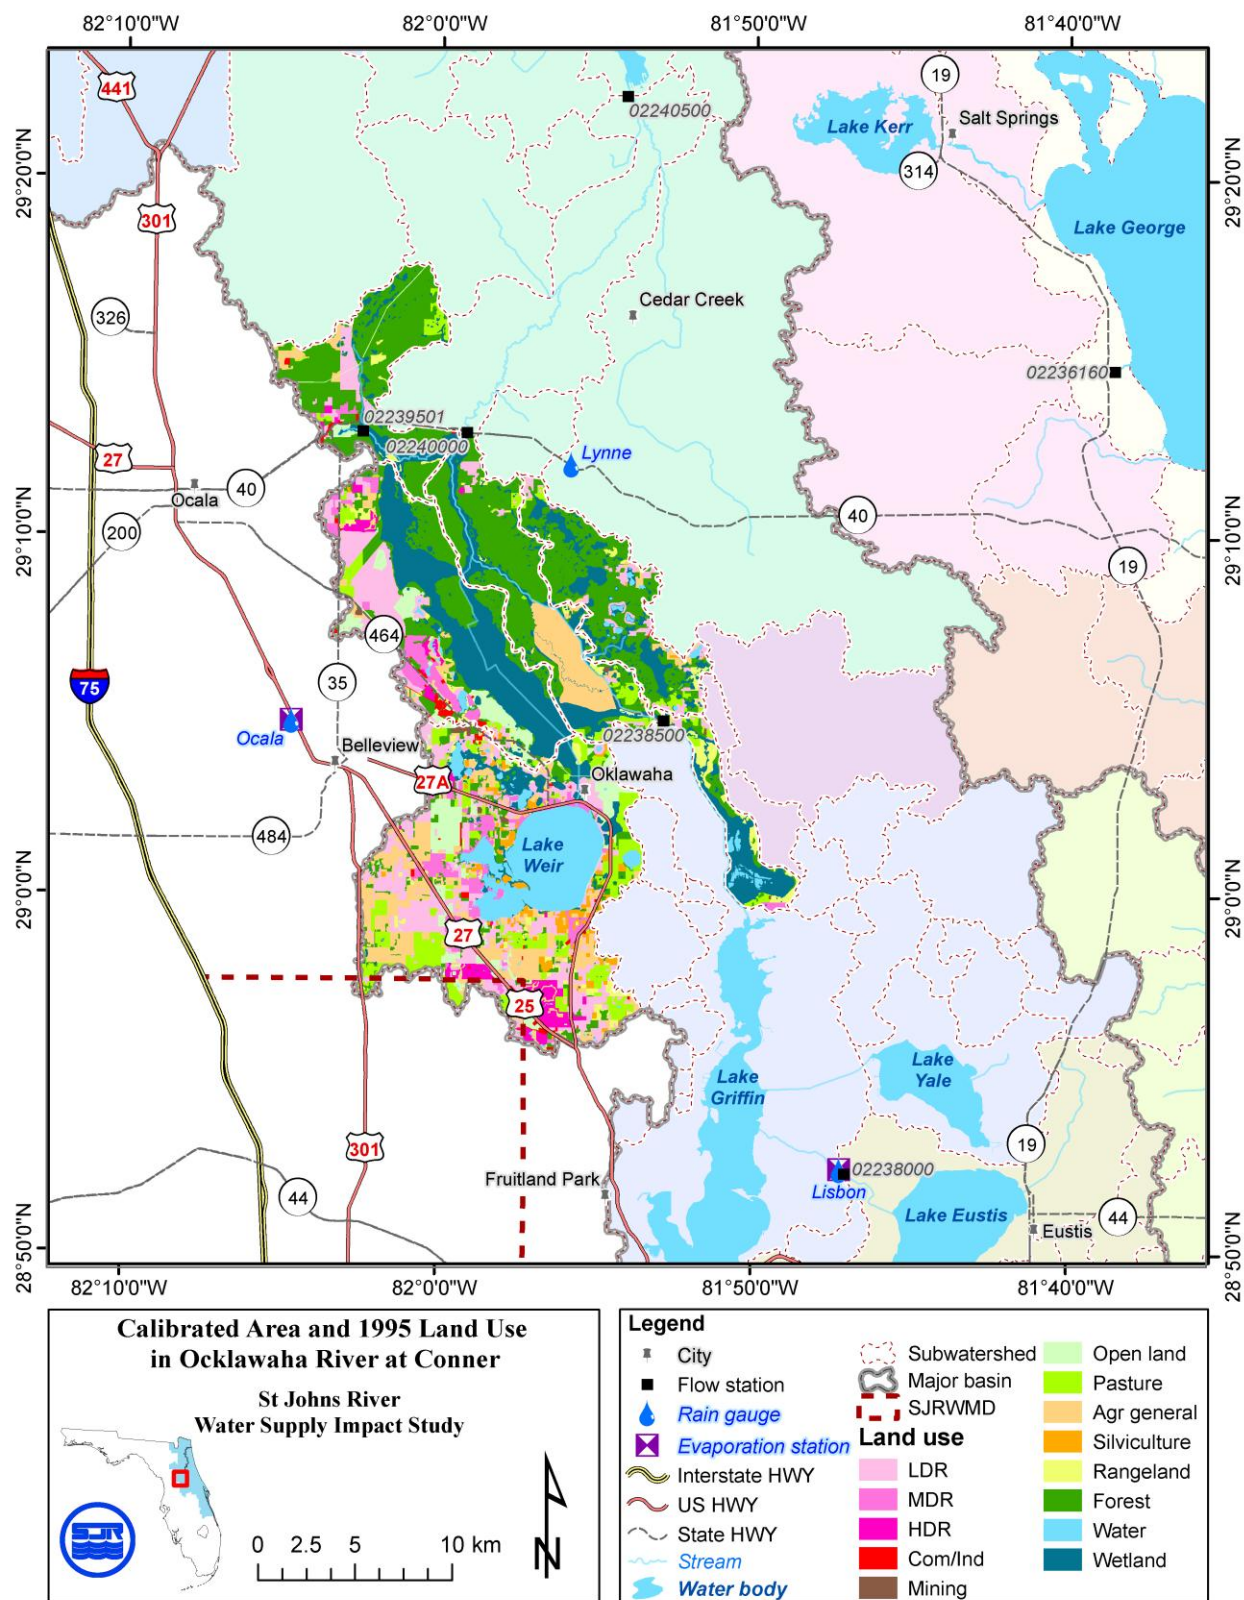 82°10'0"W 82°0'0"W 81°50'0"W 81°40'0"W
441
19
Salt Springs
Lake Kerr
02240500
314
29°20'0"N
29°20'0"N
301
Lake George
Cedar Creek
326
02236160
02239501
02240000
Lynne
27
Ocala
40
40
200
29°10'0"N
29°10'0"N
19
464
35
75
Ocala
02238500
Belleview
27A
Oklawaha
484
Lake
Weir
29°0'0"N
29°0'0"N
27
25
Lake
Griffin
Lake
Yale
301
19
Fruitland Park
02238000
Lisbon
44
Lake Eustis
44
Eustis
28°50'0"N
28°50'0"N
82°10'0"W 82°0'0"W 81°50'0"W 81°40'0"W
Calibrated Area and 1995 Land Use
in Ocklawaha River at Conner
St Johns River
Water Supply Impact Study
SJR
0 2.5 5 10 km
N
Legend
City
Flow station
Rain gauge
Evaporation station
Interstate HWY
US HWY
State HWY
Stream
Water body
Subwatershed
Major basin
SJRWMD
Land use
LDR
MDR
HDR
Com/Ind
Mining
Open land
Pasture
Agr general
Silviculture
Rangeland
Forest
Water
Wetland